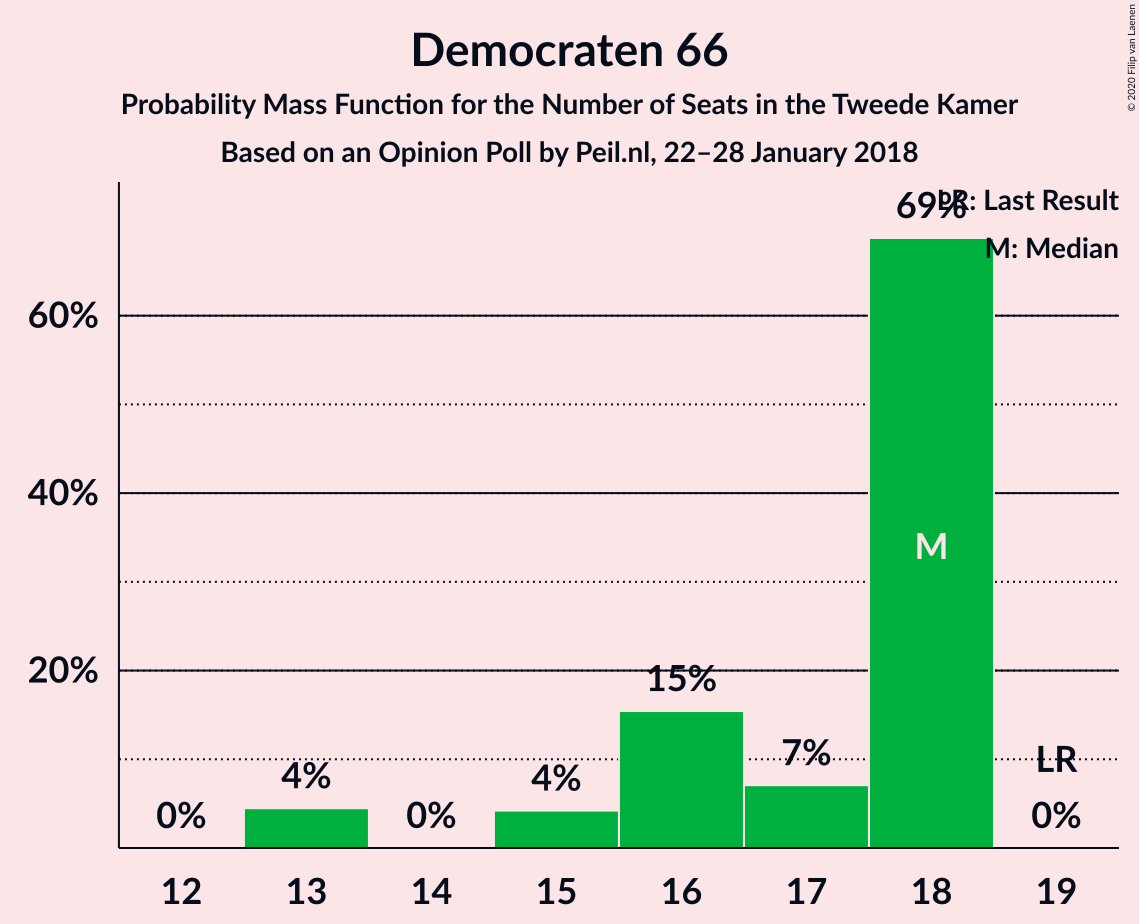 © 2020 Filip van Laenen
Democraten 66
Probability Mass Function for the Number of Seats in the Tweede Kamer
Based on an Opinion Poll by Peil.nl, 22–28 January 2018
LR: Last Result
M: Median
60%
40%
20%
0%
4%
0%
4%
15%
7%
69%
M
LR
0%
12 13 14 15 16 17 18 19